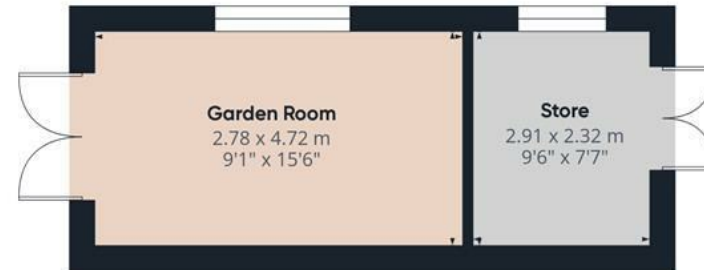 Garden Room
2.78 x 4.72 m
9'1" x 15'6"
Store
2.91 x 2.32 m
9'6" x 7'7"